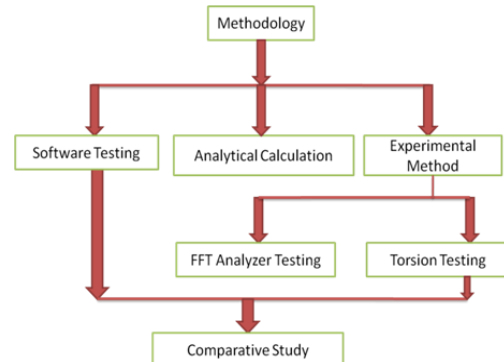 Methodology
Software Testing
Analytical Calculation
Experimental
Method
FFT Analyzer Testing
Torsion Testing
Comparative Study